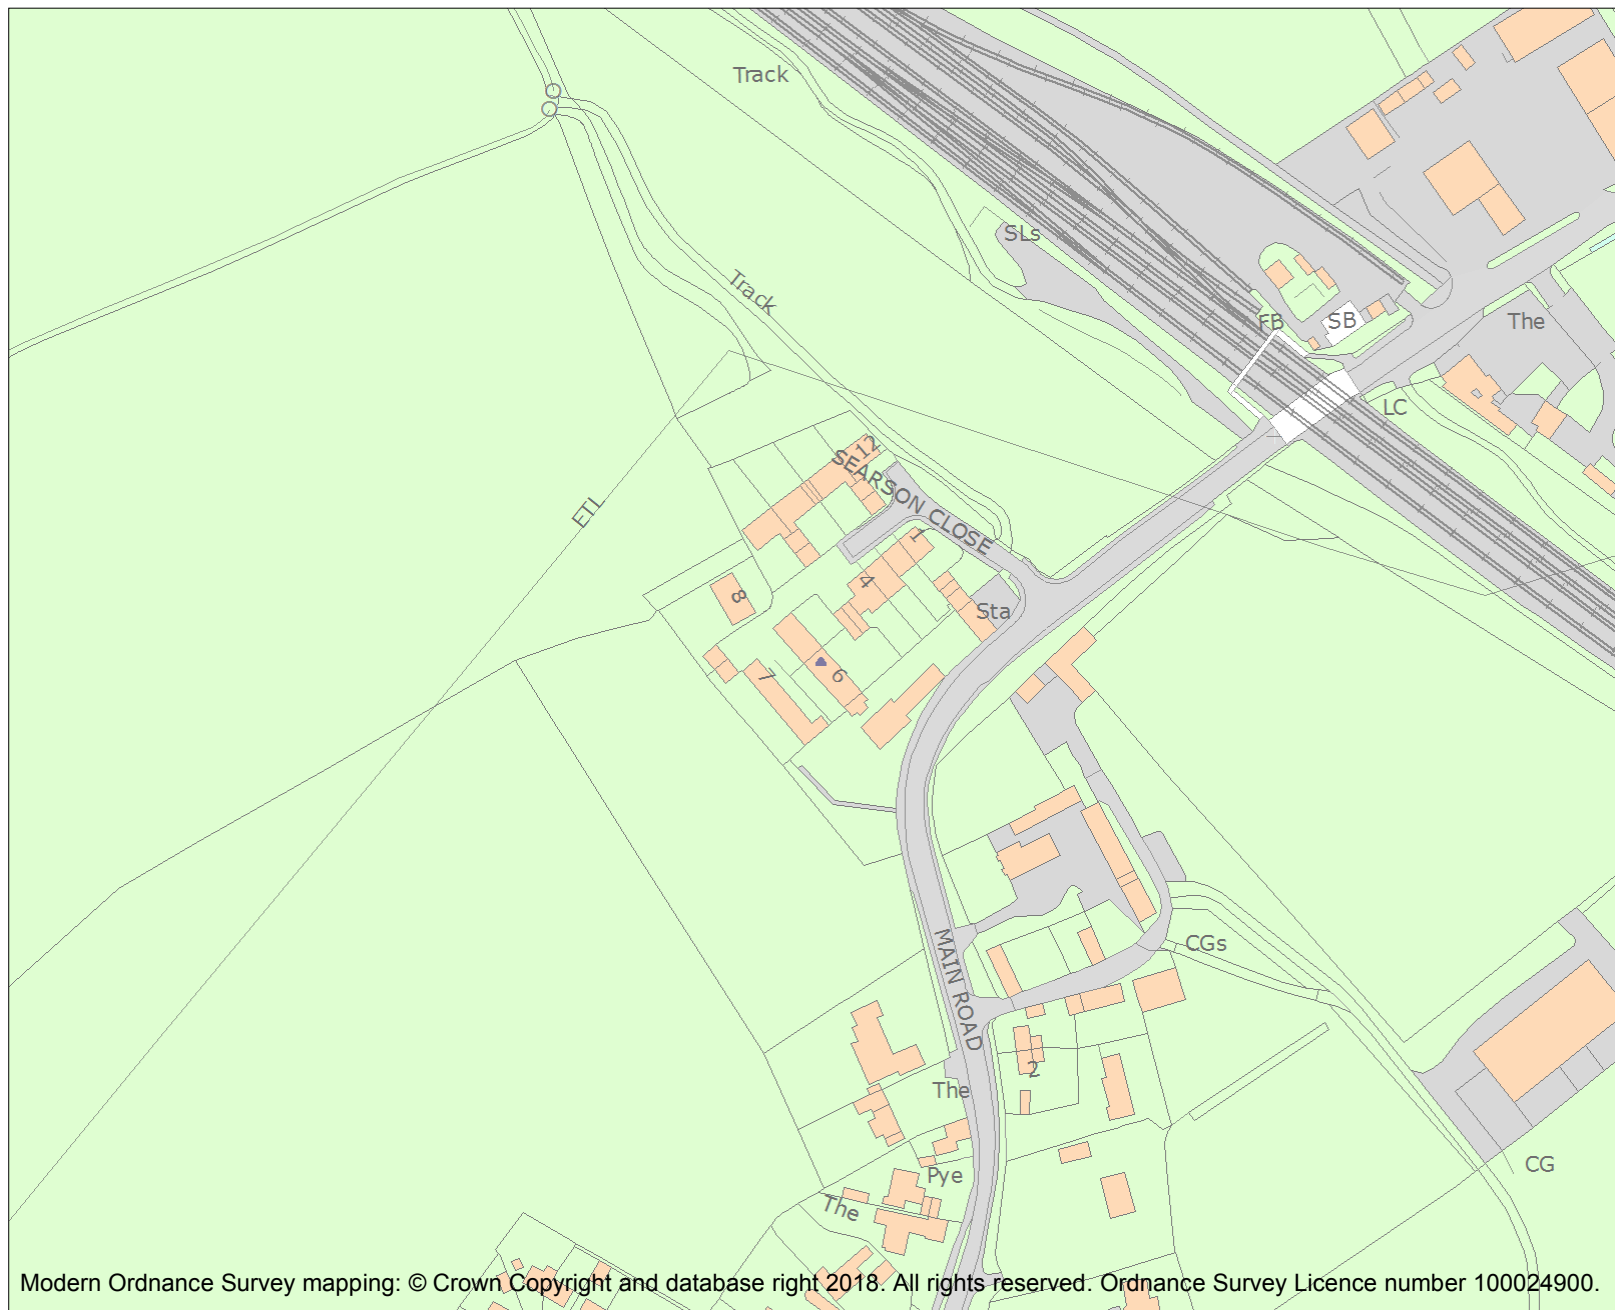 Track
SLs
Track
FB
SB
The
LC
12
SEARSON CLOSE
ETL
1
4
8
Sta
6
7
MAIN ROAD
CGs
2
The
CG
Pye
The
Modern Ordnance Survey mapping: © Crown Copyright and database right 2018. All rights reserved. Ordnance Survey Licence number 100024900.